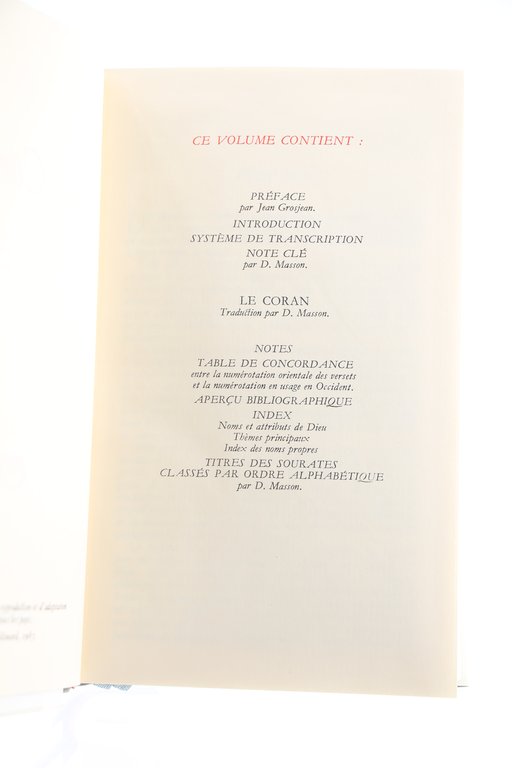 CE VOLUME CONTIENT :
PRÉFACE
par Jean Grosjean.
INTRODUCTION
SYSTÈME DE TRANSCRIPTION
NOTE CLÉ
par D. Masson.
LE CORAN
Traduction par D. Masson.
NOTES
TABLE DE CONCORDANCE
entre la numérotation orientale des versets
et la numérotation en usage en Occident.
APERÇU BIBLIOGRAPHIQUE
INDEX
Noms et attributs de Dieu
Thèmes principaux
Index des noms propres
TITRES DES SOURATES
CLASSÉS PAR ORDRE ALPHABÉTIQUE
par D. Masson.